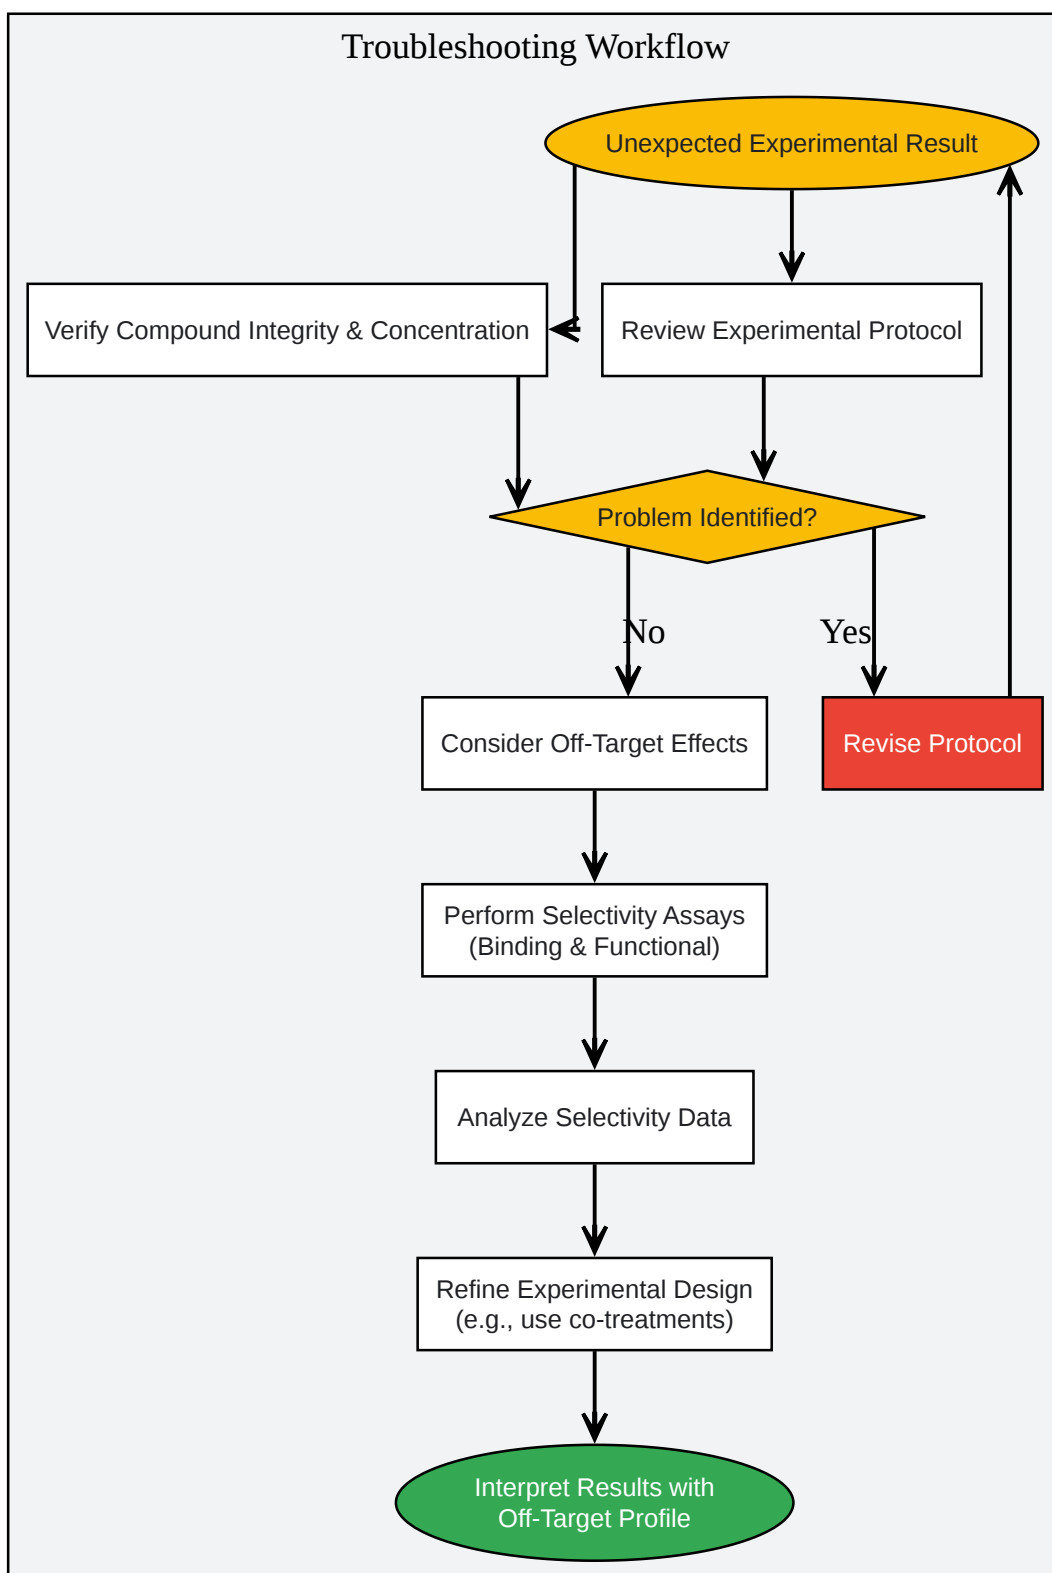 Troubleshooting Workflow
Unexpected Experimental Result
Verify Compound Integrity & Concentration
Review Experimental Protocol
Problem Identified?
No
Yes
Consider Off-Target Effects
Revise Protocol
Perform Selectivity Assays
(Binding & Functional)
Analyze Selectivity Data
Refine Experimental Design
(e.g., use co-treatments)
Interpret Results with
Off-Target Profile